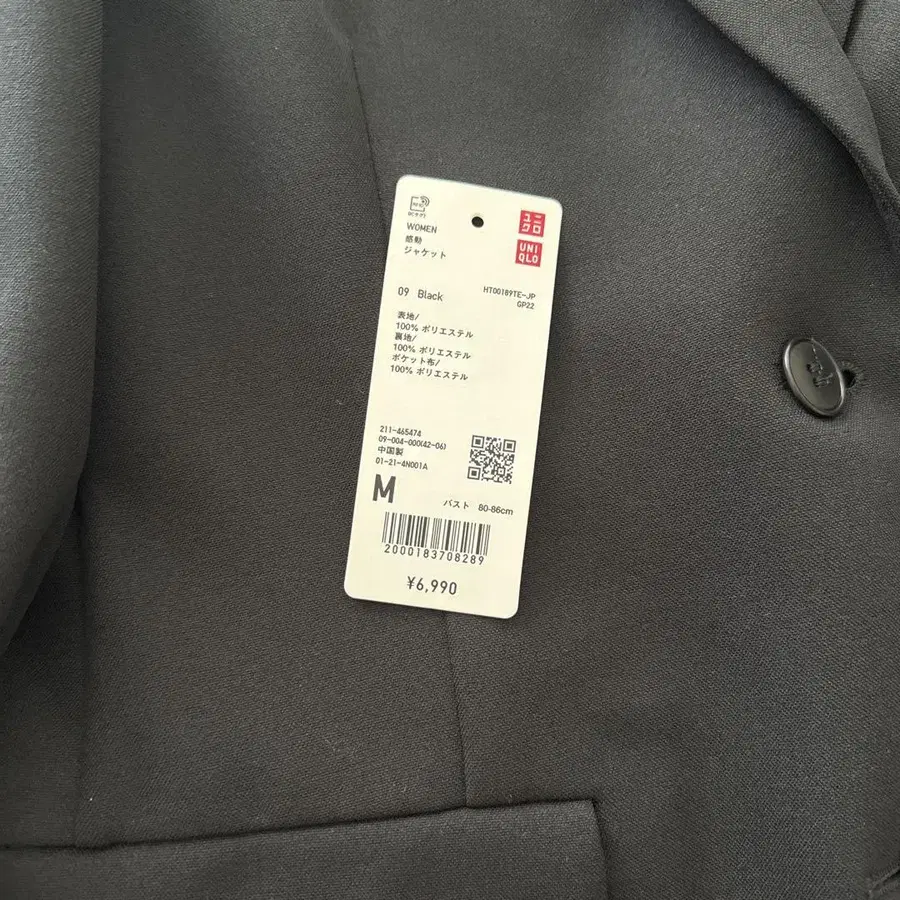 WOMEN
感動
ジャケット
ユニ
クロ
UNI
QLO
09 Black
HT00189TE-JP
GP22
表地/
100% ポリエステル
裏地/
100% ポリエステル
ポケット布/
100% ポリエステル
211-465474
09-004-000(42-06)
中国製
01-21-4N001A
M
バスト 80-86cm
2000183708289
¥6,990